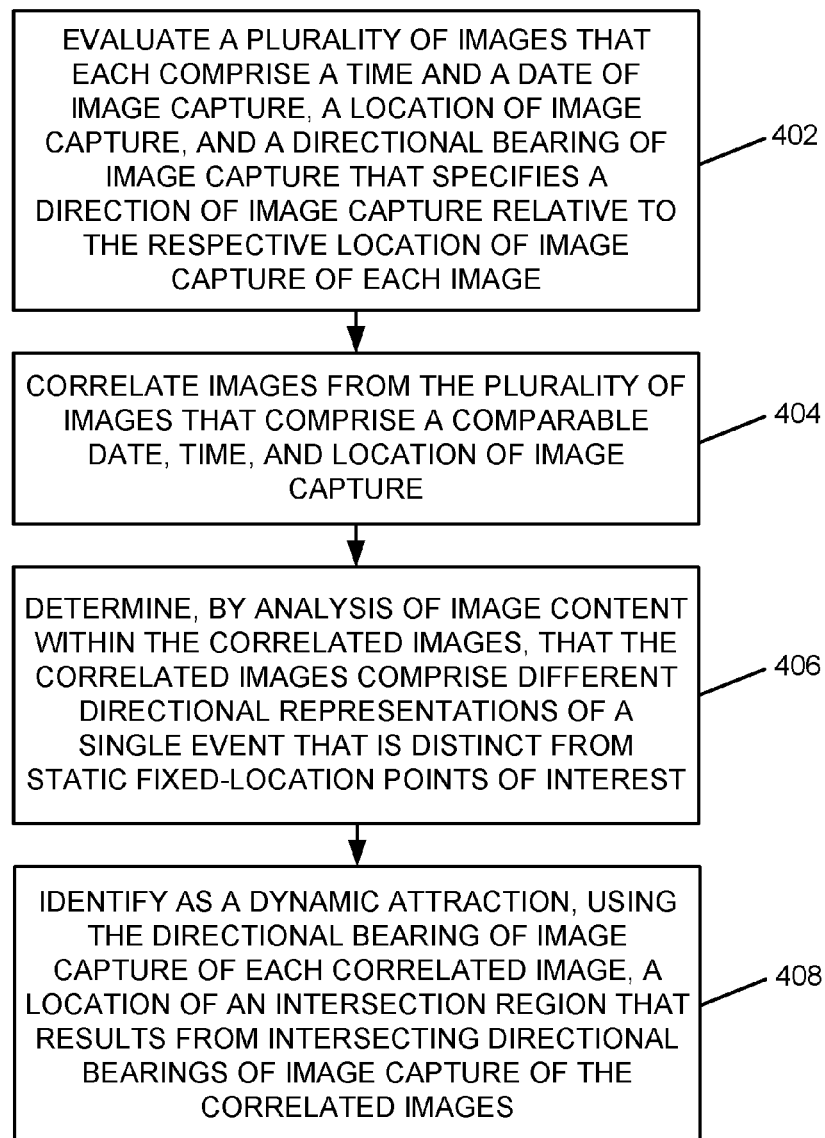 EVALUATE A PLURALITY OF IMAGES THAT
EACH COMPRISE A TIME AND A DATE OF
IMAGE CAPTURE, A LOCATION OF IMAGE
CAPTURE, AND A DIRECTIONAL BEARING OF
IMAGE CAPTURE THAT SPECIFIES A
DIRECTION OF IMAGE CAPTURE RELATIVE TO
THE RESPECTIVE LOCATION OF IMAGE
CAPTURE OF EACH IMAGE
402
CORRELATE IMAGES FROM THE PLURALITY OF
IMAGES THAT COMPRISE A COMPARABLE
DATE, TIME, AND LOCATION OF IMAGE
CAPTURE
404
DETERMINE, BY ANALYSIS OF IMAGE CONTENT
WITHIN THE CORRELATED IMAGES, THAT THE
CORRELATED IMAGES COMPRISE DIFFERENT
DIRECTIONAL REPRESENTATIONS OF A
SINGLE EVENT THAT IS DISTINCT FROM
STATIC FIXED-LOCATION POINTS OF INTEREST
406
IDENTIFY AS A DYNAMIC ATTRACTION, USING
THE DIRECTIONAL BEARING OF IMAGE
CAPTURE OF EACH CORRELATED IMAGE, A
LOCATION OF AN INTERSECTION REGION THAT
RESULTS FROM INTERSECTING DIRECTIONAL
BEARINGS OF IMAGE CAPTURE OF THE
CORRELATED IMAGES
408